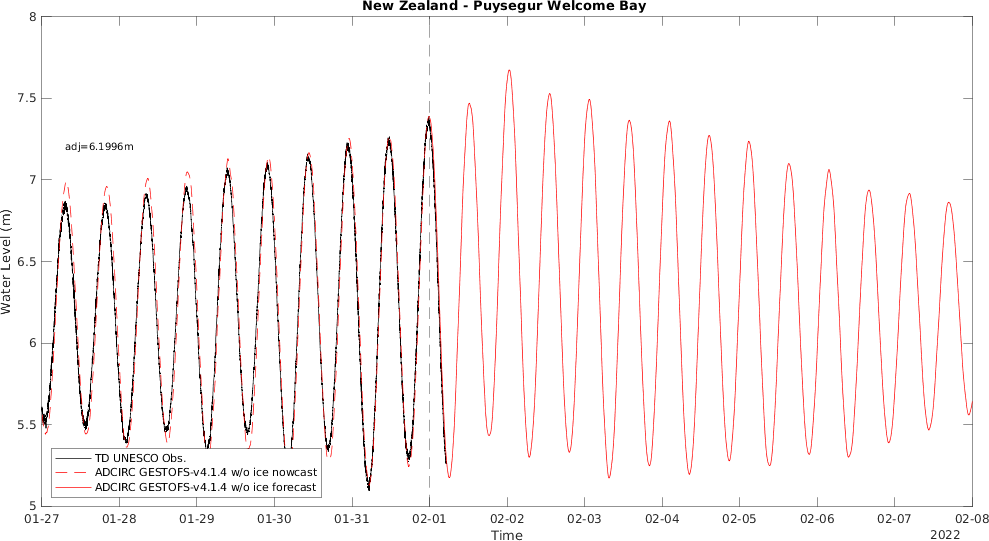 New Zealand - Puysegur Welcome Bay
8
7.5
7
6.5
6
5.5
5
Water Level (m)
adj=6.1996m
TD UNESCO Obs.
ADCIRC GESTOFS-v4.1.4 w/o ice nowcast
ADCIRC GESTOFS-v4.1.4 w/o ice forecast
01-27 01-28 01-29 01-30 01-31 02-01 02-02 02-03 02-04 02-05 02-06 02-07 02-08
Time
2022